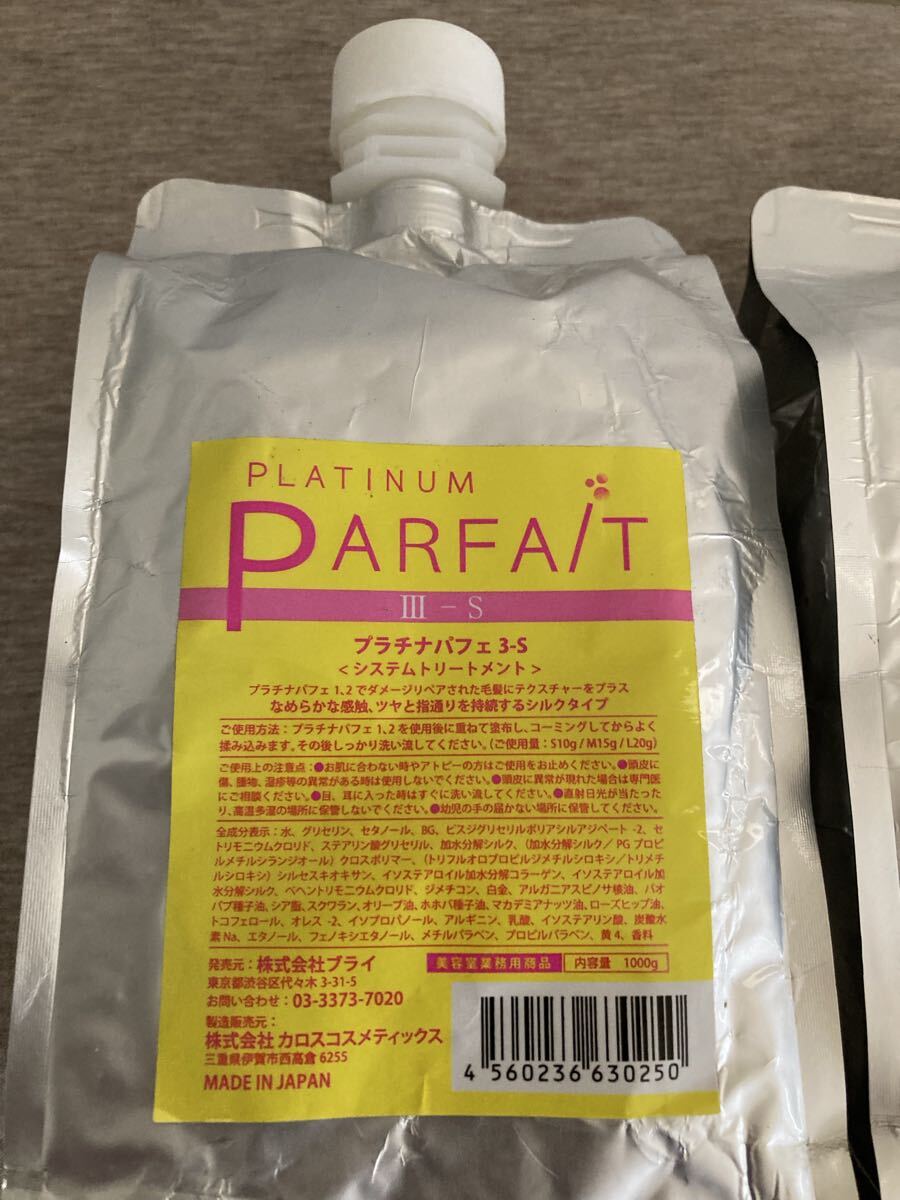 PLATINUM
PARFAIT
Ⅲ - S
プラチナパフェ 3-S
<システムトリートメント>
プラチナパフェ 1、2 でダメージリペアされた毛髪にテクスチャーをプラス
なめらかな感触、ツヤと指通りを持続するシルクタイプ
ご使用方法：プラチナパフェ 1、2 を使用後に重ねて塗布し、コーミングしてからよく
揉み込みます。その後しっかり洗い流してください。（ご使用量：S10g / M15g / L20g）
ご使用上の注意点：●お肌に合わない時やアトピーの方はご使用をお止めください。●頭皮に
傷、腫物、湿疹等の異常がある時は使用しないでください。●頭皮に異常が現れた場合は専門医
にご相談ください。●目、耳に入った時はすぐに洗い流してください。●直射日光が当たった
り、高温多湿の場所に保管しないでください。●幼児の手の届かない場所に保管してください。
全成分表示：水、グリセリン、セタノール、BG、ビスジグリセリルポリアシルアジペート -2、セ
トリモニウムクロリド、ステアリン酸グリセリル、加水分解シルク、（加水分解シルク／ PG プロピ
ルメチルシランジオール）クロスポリマー、（トリフルオロプロピルジメチルシロキシ／トリメチ
ルシロキシ）シルセスキオキサン、イソステアロイル加水分解コラーゲン、イソステアロイル加
水分解シルク、ベヘントリモニウムクロリド、ジメチコン、白金、アルガニアスピノサ核油、バオ
バブ種子油、シア脂、スクワラン、オリーブ油、ホホバ種子油、マカデミアナッツ油、ローズヒップ油、
トコフェロール、オレス -2、イソプロパノール、アルギニン、乳酸、イソステアリン酸、炭酸水
素Na、エタノール、フェノキシエタノール、メチルパラベン、プロピルパラベン、黄 4、香料
発売元：株式会社ブライ
美容室業務用商品 内容量 1000g
東京都渋谷区代々木 3-31-5
お問い合わせ：03-3373-7020
製造販売元：
株式会社 カロスコスメティックス
三重県伊賀市西高倉 6255
MADE IN JAPAN
4 560236 630250